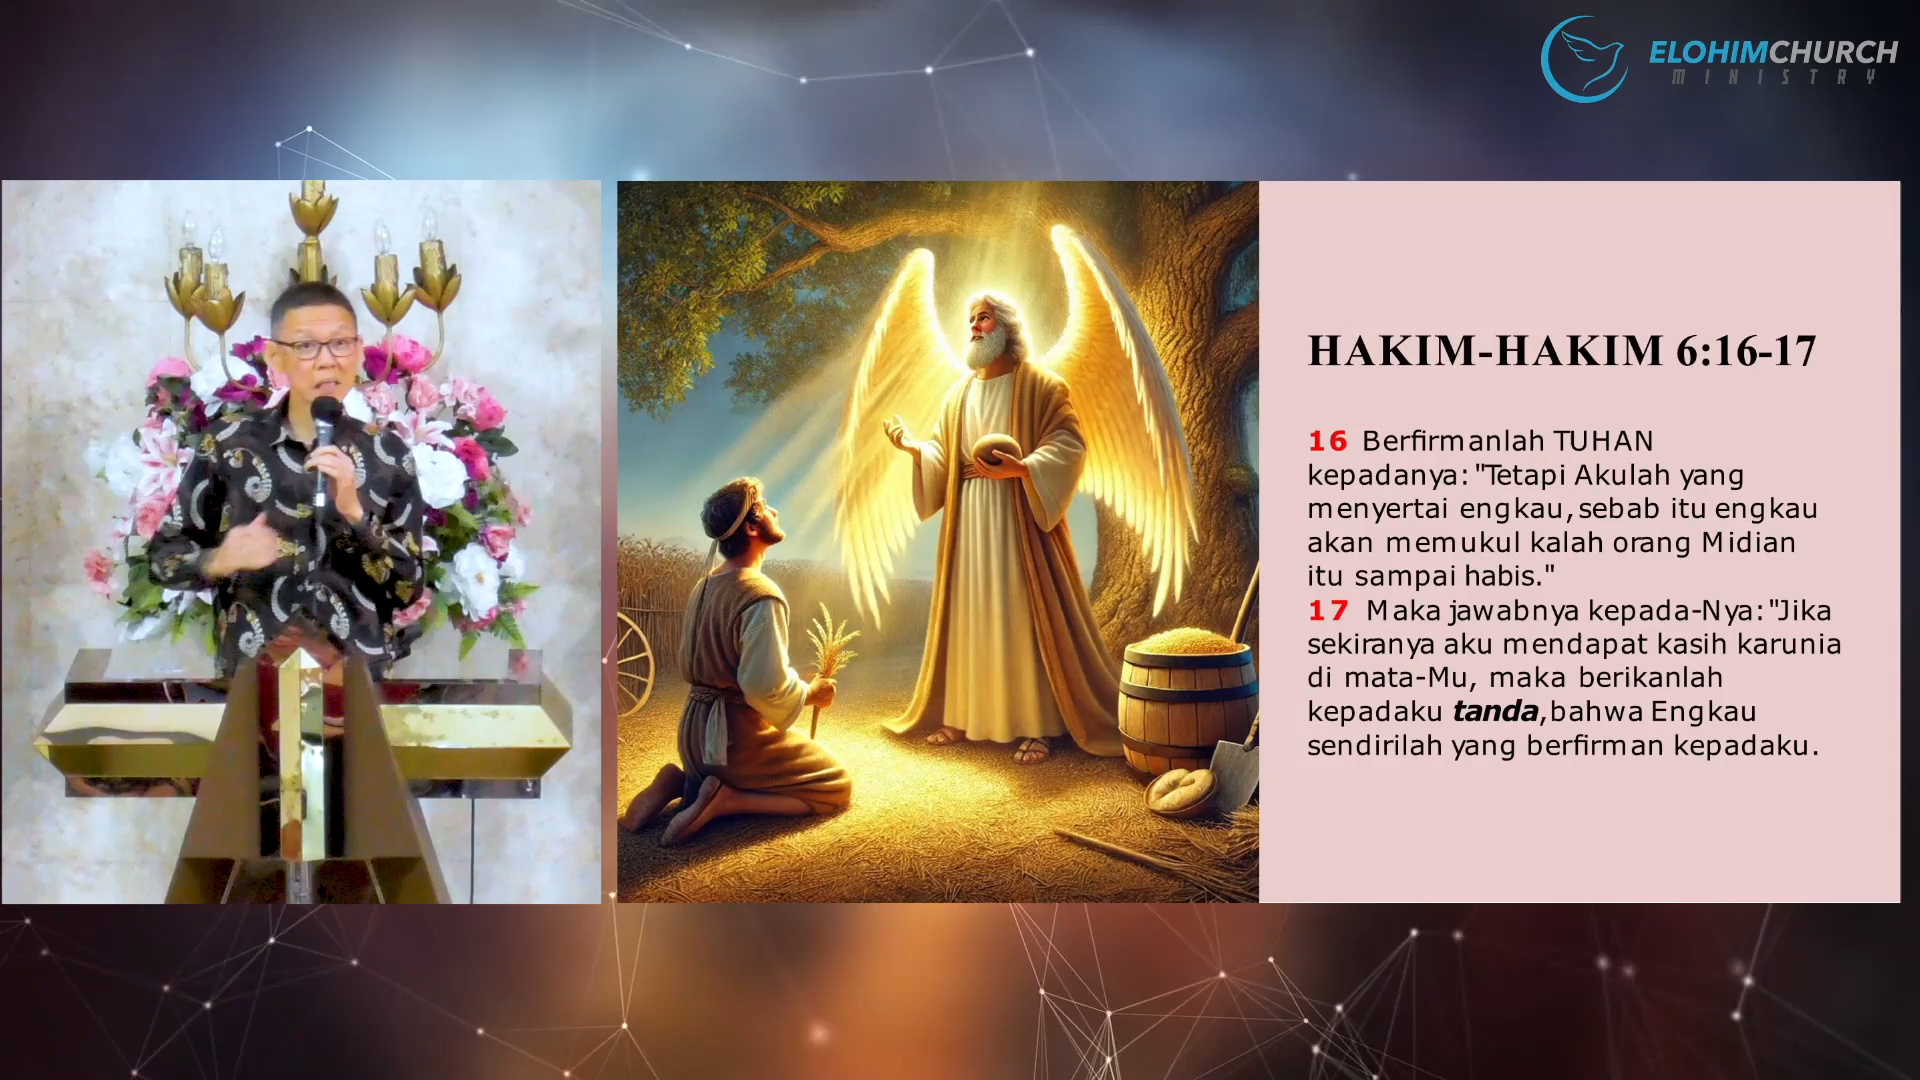 ELOHIMCHURCH
MINISTRY
HAKIM-HAKIM 6:16-17
16 Berfirmanlah TUHAN
kepadanya: "Tetapi Akulah yang
menyertai engkau, sebab itu engkau
akan memukul kalah orang Midian
itu sampai habis."
17 Maka jawabnya kepada-Nya: "Jika
sekiranya aku mendapat kasih karunia
di mata-Mu, maka berikanlah
kepadaku tanda, bahwa Engkau
sendirilah yang berfirman kepadaku.